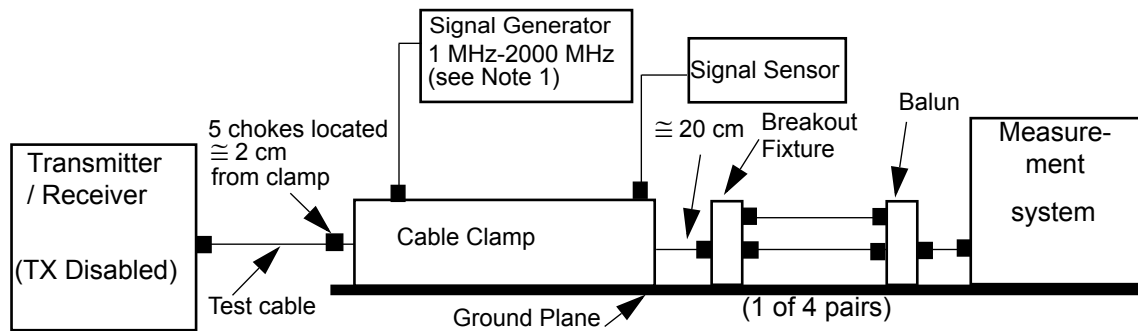 Signal Generator
1 MHz-2000 MHz
(see Note 1)
Signal Sensor
Balun
5 chokes located
≅ 2 cm
from clamp
≅ 20 cm
Breakout
Fixture
Measure-
ment
system
Transmitter
/ Receiver
(TX Disabled)
Cable Clamp
Test cable
Ground Plane
(1 of 4 pairs)